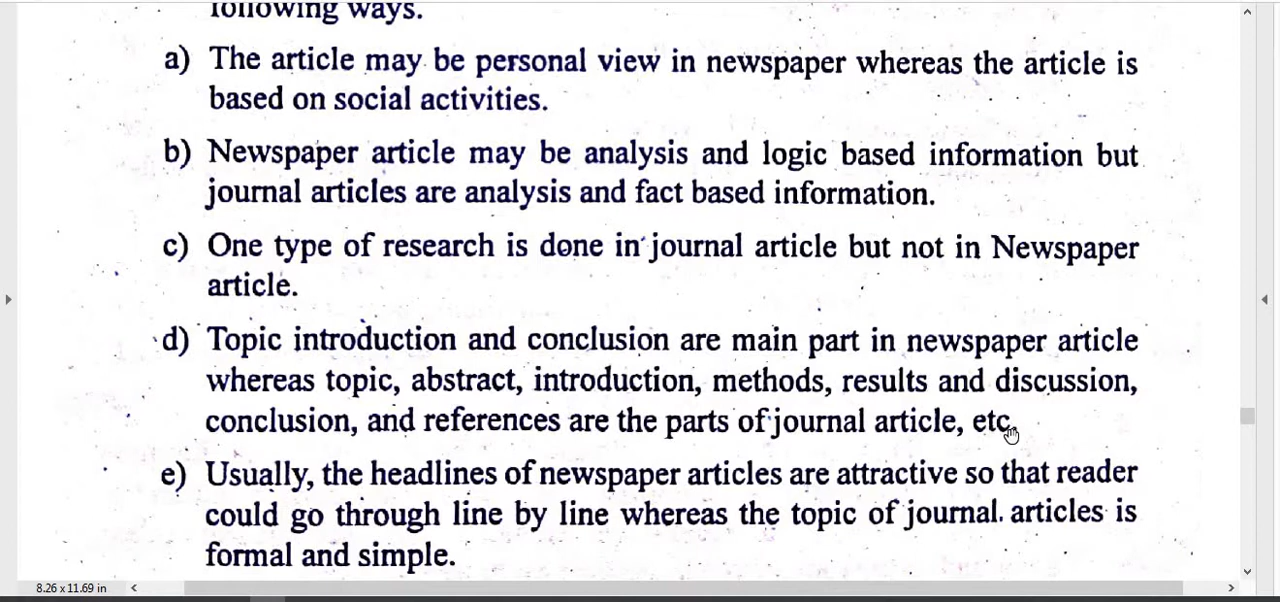 following ways.
a) The article may be personal view in newspaper whereas the article is
based on social activities.
b) Newspaper article may be analysis and logic based information but
journal articles are analysis and fact based information.
c) One type of research is done in journal article but not in Newspaper
article.
d) Topic introduction and conclusion are main part in newspaper article
whereas topic, abstract, introduction, methods, results and discussion,
conclusion, and references are the parts of journal article, etc.
e) Usually, the headlines of newspaper articles are attractive so that reader
could go through line by line whereas the topic of journal. articles is
formal and simple.
8.26 x 11.69 in